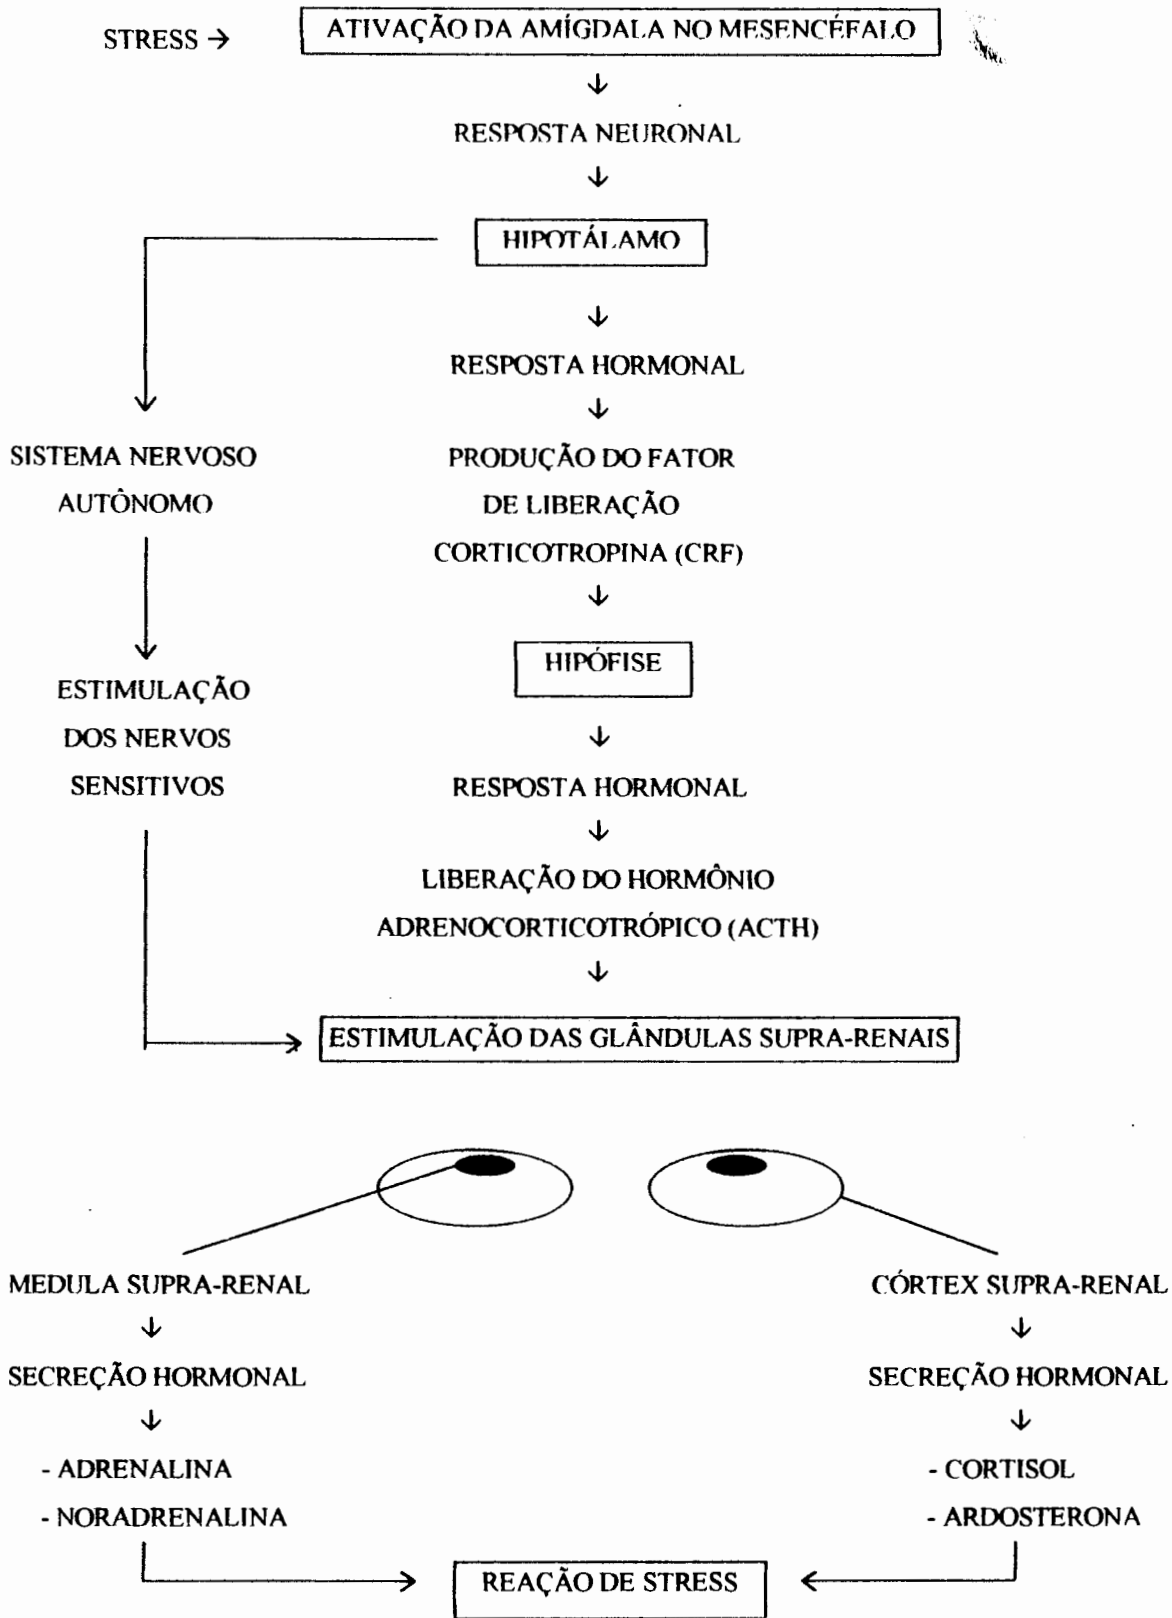 STRESS → ATIVAÇÃO DA AMÍGDALA NO MESENCÉFALO
RESPOSTA NEURONAL
HIPOTÁLAMO
RESPOSTA HORMONAL
SISTEMA NERVOSO
AUTÔNOMO
PRODUÇÃO DO FATOR
DE LIBERAÇÃO
CORTICOTROPINA (CRF)
HIPÓFISE
ESTIMULAÇÃO
DOS NERVOS
SENSITIVOS
RESPOSTA HORMONAL
LIBERAÇÃO DO HORMÔNIO
ADRENOCORTICOTRÓPICO (ACTH)
ESTIMULAÇÃO DAS GLÂNDULAS SUPRA-RENAIS
MEDULA SUPRA-RENAL
SECREÇÃO HORMONAL
- ADRENALINA
- NORADRENALINA
CÓRTEX SUPRA-RENAL
SECREÇÃO HORMONAL
- CORTISOL
- ARDOSTERONA
REAÇÃO DE STRESS